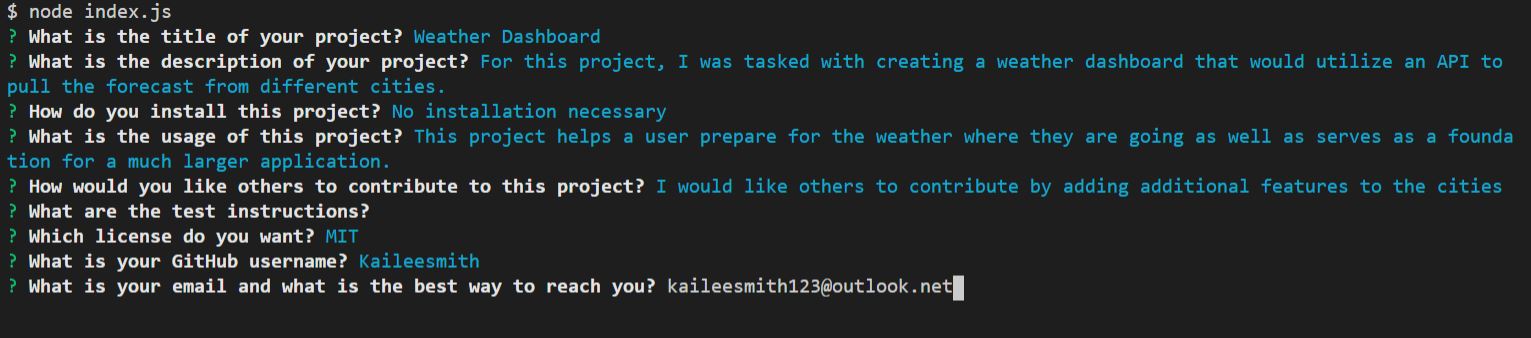 $ node index.js
? What is the title of your project? Weather Dashboard
? What is the description of your project? For this project, I was tasked with creating a weather dashboard that would utilize an API to
pull the forecast from different cities.
? How do you install this project? No installation necessary
? What is the usage of this project? This project helps a user prepare for the weather where they are going as well as serves as a founda
tion for a much larger application.
? How would you like others to contribute to this project? I would like others to contribute by adding additional features to the cities
? What are the test instructions?
? Which license do you want? MIT
? What is your GitHub username? Kaileesmith
? What is your email and what is the best way to reach you? kaileesmith123@outlook.net